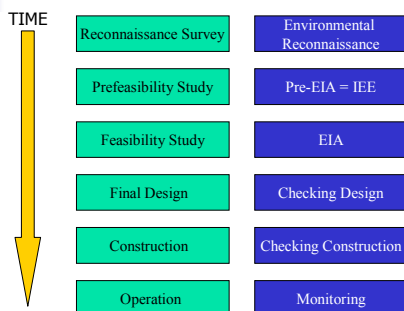 TIME
Reconnaissance Survey
Environmental
Reconnaissance
Prefeasibility Study
Pre-EIA = IEE
Feasibility Study
EIA
Final Design
Checking Design
Construction
Checking Construction
Operation
Monitoring